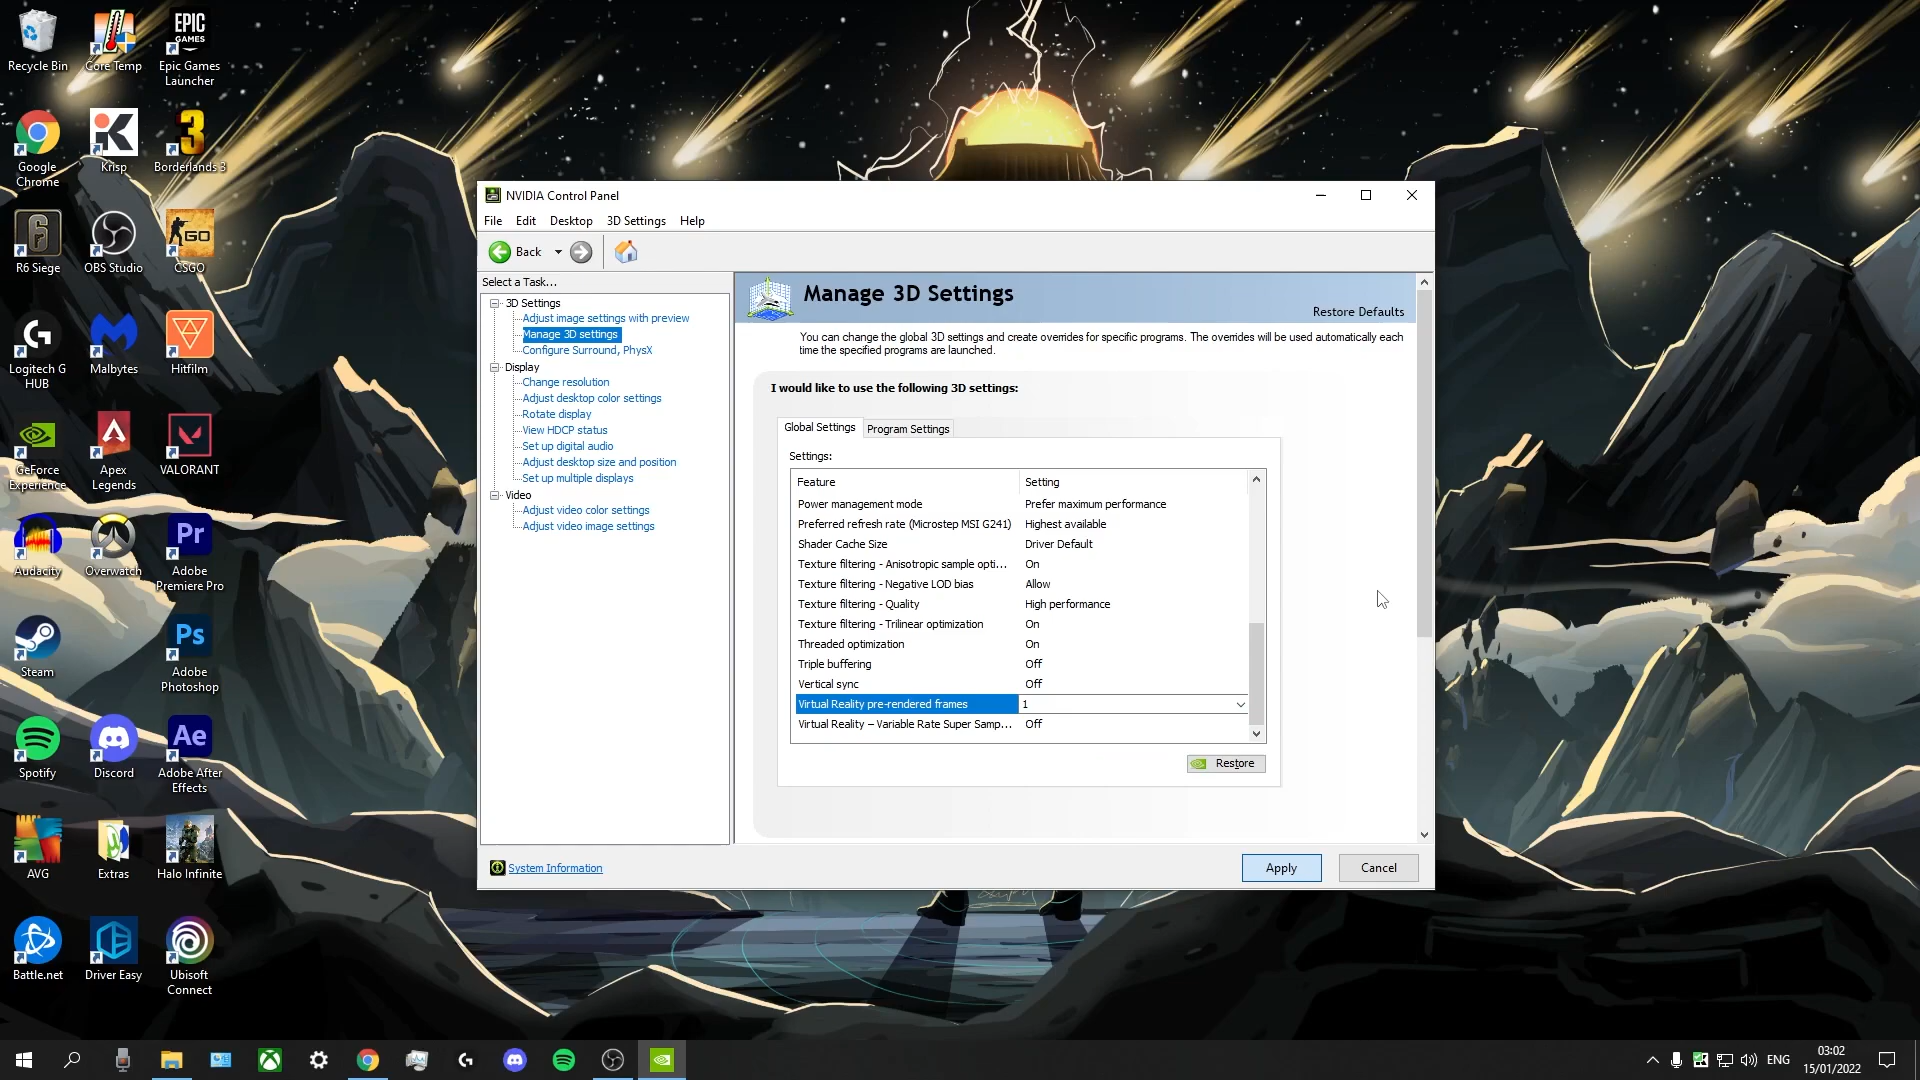 Recycle Bin
Core Temp
EPIC
GAMES
Epic Games
Launcher
Google
Chrome
Krisp
3
Borderlands 3
R6 Siege
OBS Studio
GO
CSGO
Logitech G
HUB
Malbytes
Hitfilm
GeForce
Experience
Apex
Legends
VALORANT
Audacity
Overwatch
Pr
Adobe
Premiere Pro
Steam
Ps
Adobe
Photoshop
Spotify
Discord
Ae
Adobe After
Effects
AVG
Extras
Halo Infinite
Battle.net
Driver Easy
Ubisoft
Connect
NVIDIA Control Panel
File Edit Desktop 3D Settings Help
Back
Select a Task...
3D Settings
Adjust image settings with preview
Manage 3D settings
Configure Surround, PhysX
Display
Change resolution
Adjust desktop color settings
Rotate display
View HDCP status
Set up digital audio
Adjust desktop size and position
Set up multiple displays
Video
Adjust video color settings
Adjust video image settings
System Information
Manage 3D Settings
Restore Defaults
You can change the global 3D settings and create overrides for specific programs. The overrides will be used automatically each
time the specified programs are launched.
I would like to use the following 3D settings:
Global Settings Program Settings
Settings:
Feature Setting
Power management mode Prefer maximum performance
Preferred refresh rate (Microstep MSI G241) Highest available
Shader Cache Size Driver Default
Texture filtering - Anisotropic sample opti... On
Texture filtering - Negative LOD bias Allow
Texture filtering - Quality High performance
Texture filtering - Trilinear optimization On
Threaded optimization On
Triple buffering Off
Vertical sync Off
Virtual Reality pre-rendered frames 1
Virtual Reality – Variable Rate Super Samp... Off
Restore
Apply Cancel
ENG
03:02
15/01/2022